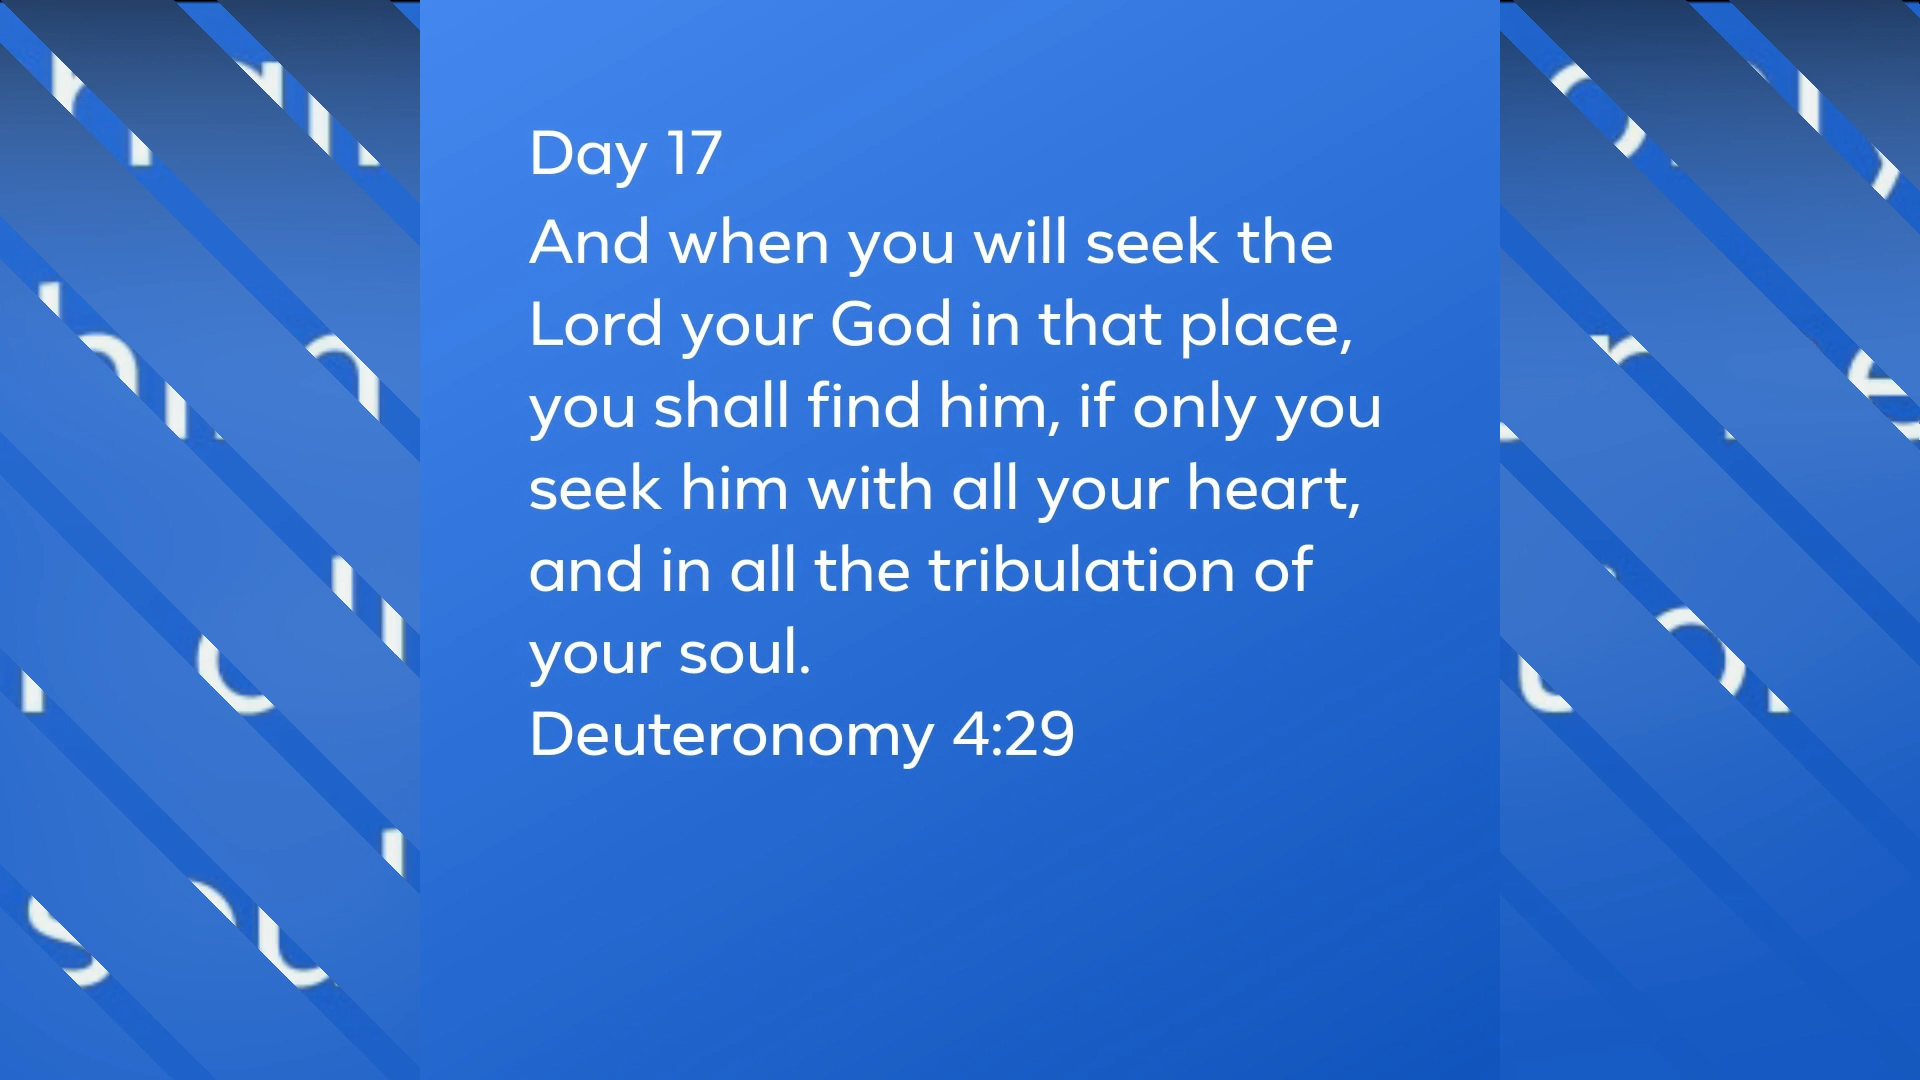 Day 17
And when you will seek the
Lord your God in that place,
you shall find him, if only you
seek him with all your heart,
and in all the tribulation of
your soul.
Deuteronomy 4:29